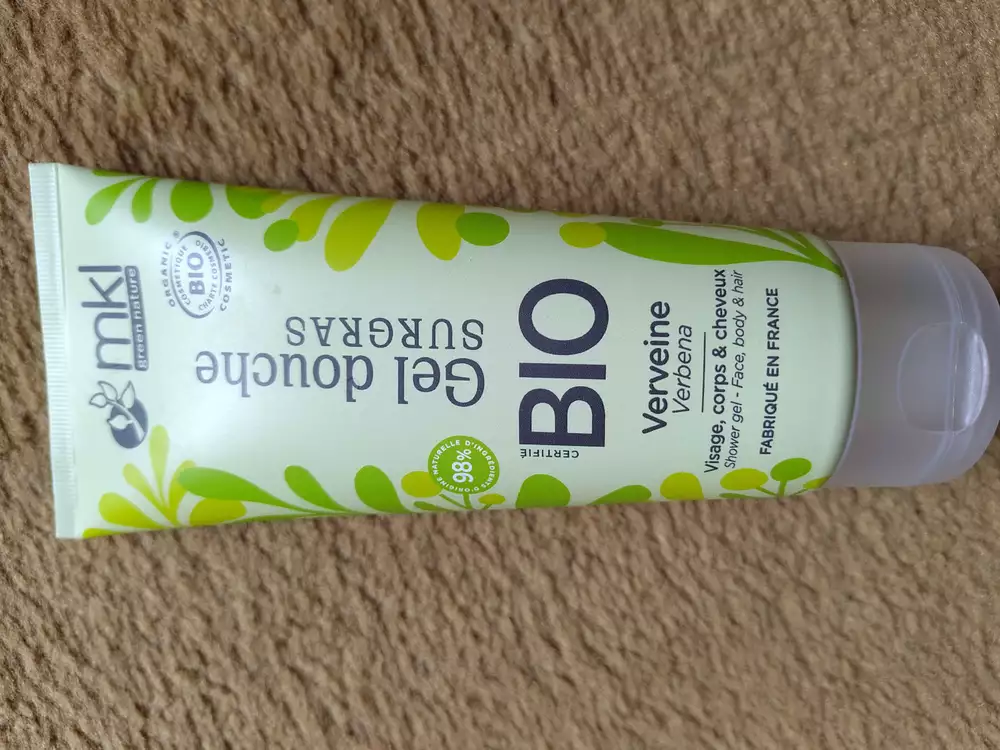 mkl
green nature
ORGANIC
COSMÉTIQUE
BIO
CHARTE COSMEBIO
COSMETIC
Gel douche
SURGRAS
98%
D'ORIGINE NATURELLE D'INGRÉDIENTS
CERTIFIÉ
BIO
Verveine
Verbena
Visage, corps & cheveux
Shower gel - Face, body & hair
FABRIQUÉ EN FRANCE